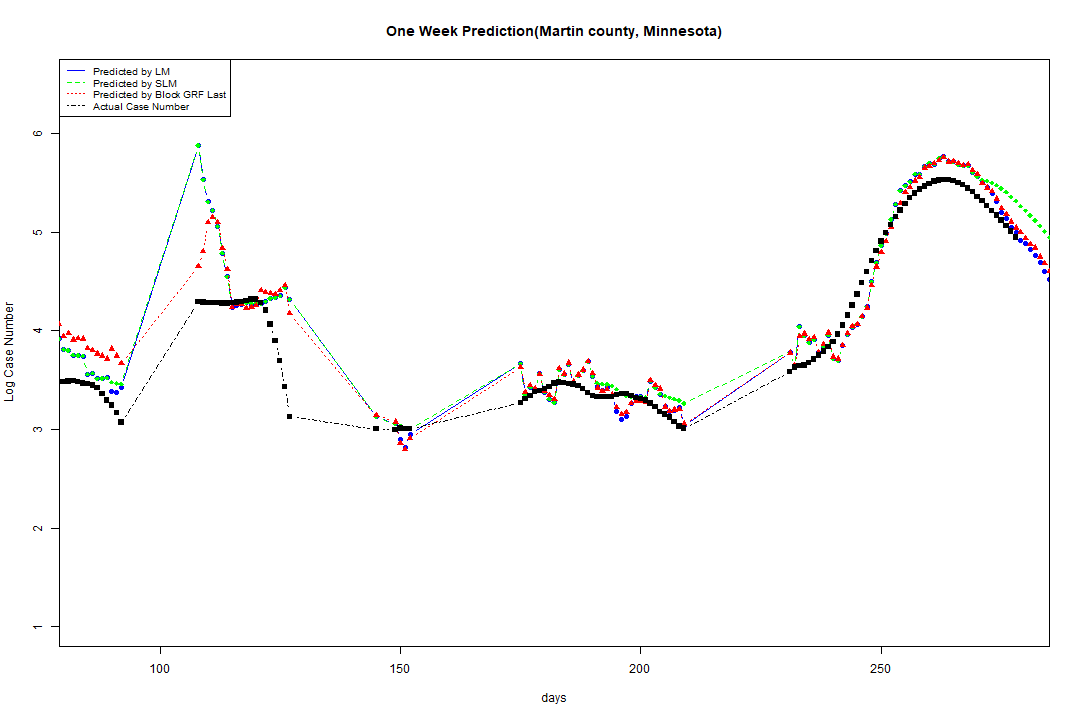 One Week Prediction(Martin county, Minnesota)
Predicted by LM
Predicted by SLM
Predicted by Block GRF Last
Actual Case Number
6
5
4
3
2
1
Log Case Number
100 150 200 250
days